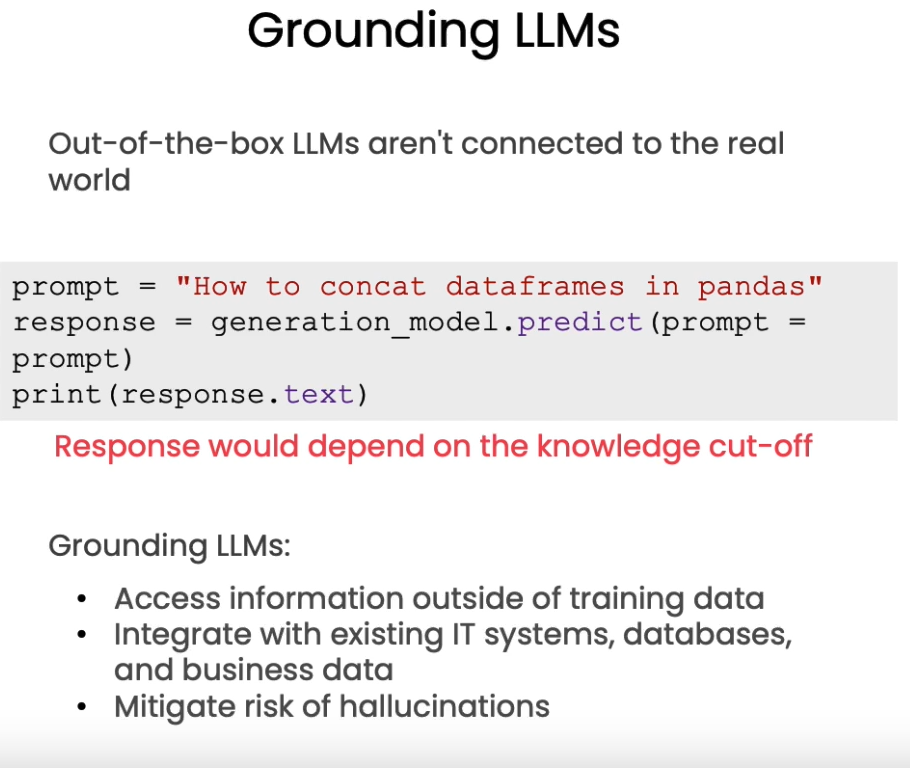 Grounding LLMs
Out-of-the-box LLMs aren't connected to the real
world
prompt = "How to concat dataframes in pandas"
response = generation_model.predict(prompt =
prompt)
print(response.text)
Response would depend on the knowledge cut-off
Grounding LLMs:
• Access information outside of training data
• Integrate with existing IT systems, databases,
and business data
• Mitigate risk of hallucinations